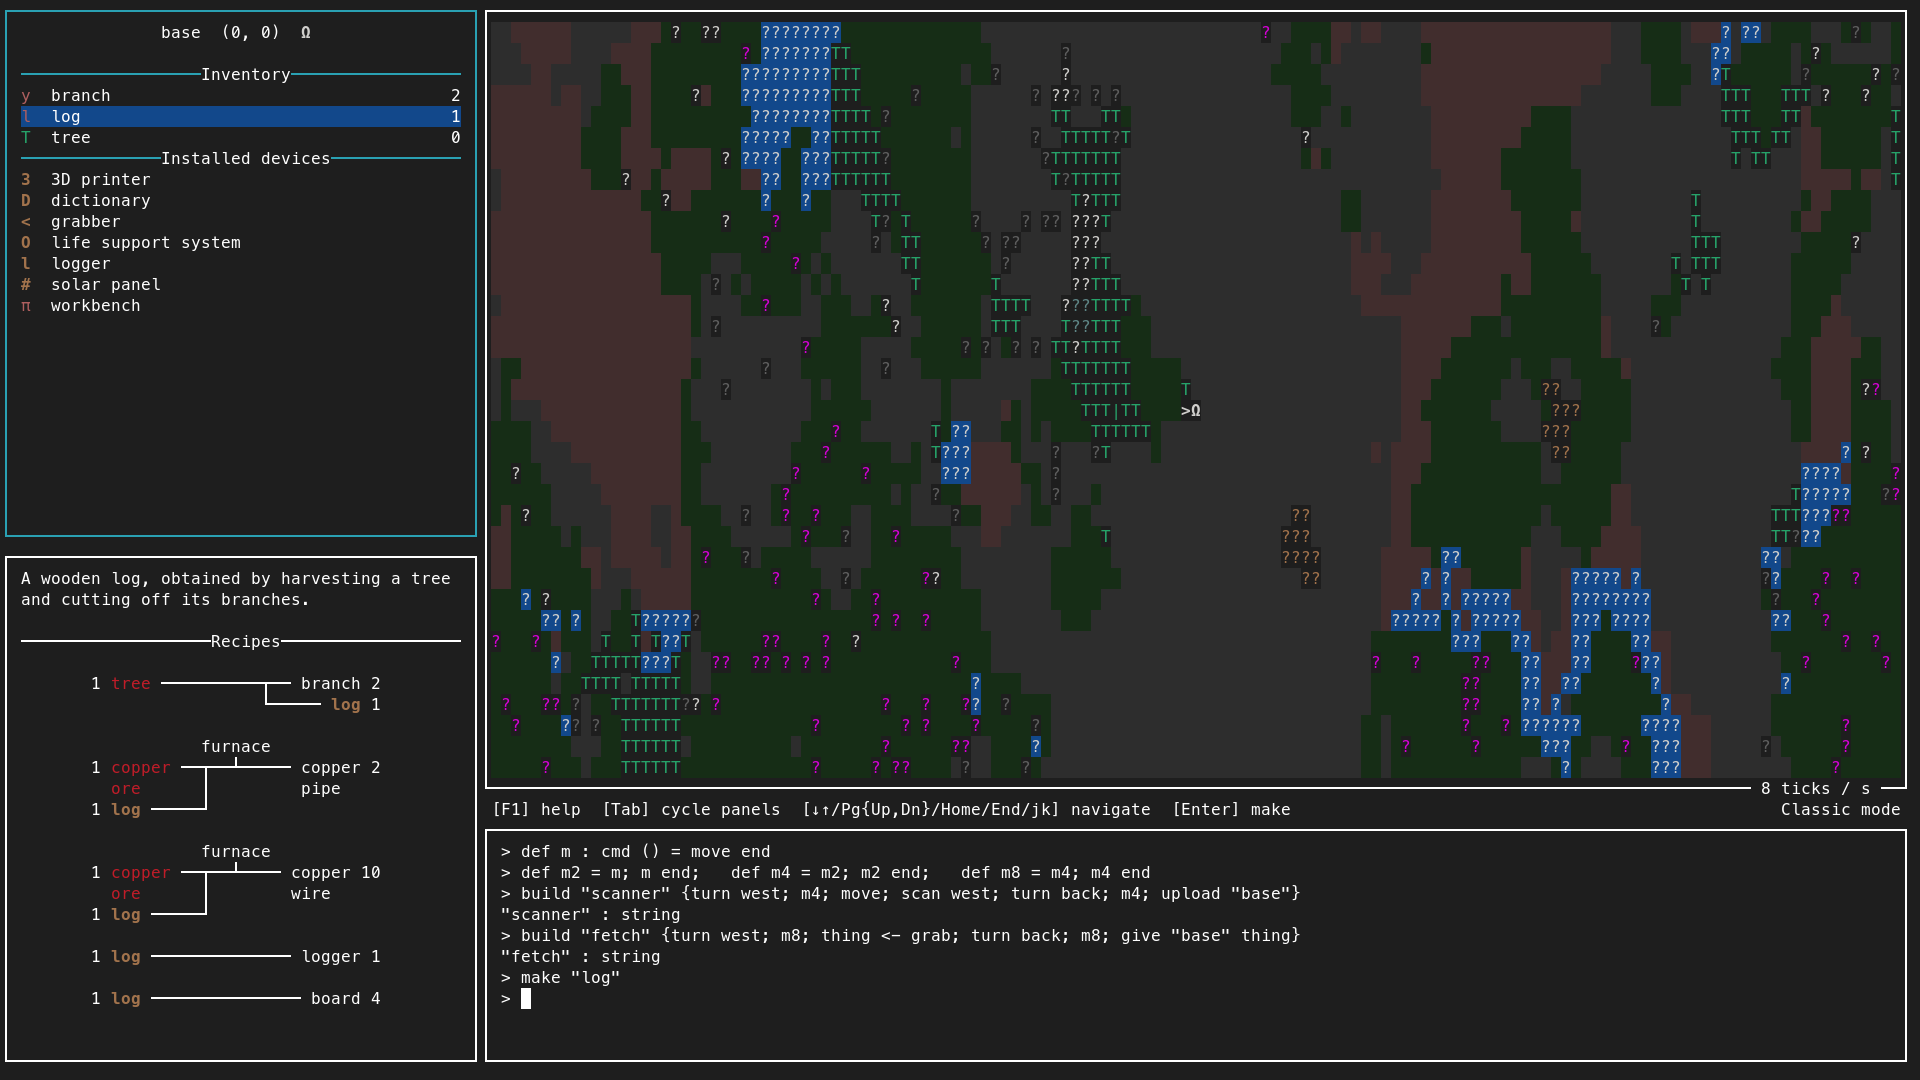 base  (0, 0)  Ω
Inventory
y  branch  2
l  log  1
T  tree  0
Installed devices
3  3D printer
D  dictionary
<  grabber
O  life support system
l  logger
#  solar panel
π  workbench
A wooden log, obtained by harvesting a tree
and cutting off its branches.
Recipes
1 tree  branch 2
log 1
furnace
1 copper  copper 2
ore  pipe
1 log
furnace
1 copper  copper 10
ore  wire
1 log
1 log  logger 1
1 log  board 4
>Ω
8 ticks / s
[F1] help  [Tab] cycle panels  [↓↑/Pg{Up,Dn}/Home/End/jk] navigate  [Enter] make  Classic mode
> def m : cmd () = move end
> def m2 = m; m end;   def m4 = m2; m2 end;   def m8 = m4; m4 end
> build "scanner" {turn west; m4; move; scan west; turn back; m4; upload "base"}
"scanner" : string
> build "fetch" {turn west; m8; thing <- grab; turn back; m8; give "base" thing}
"fetch" : string
> make "log"
>